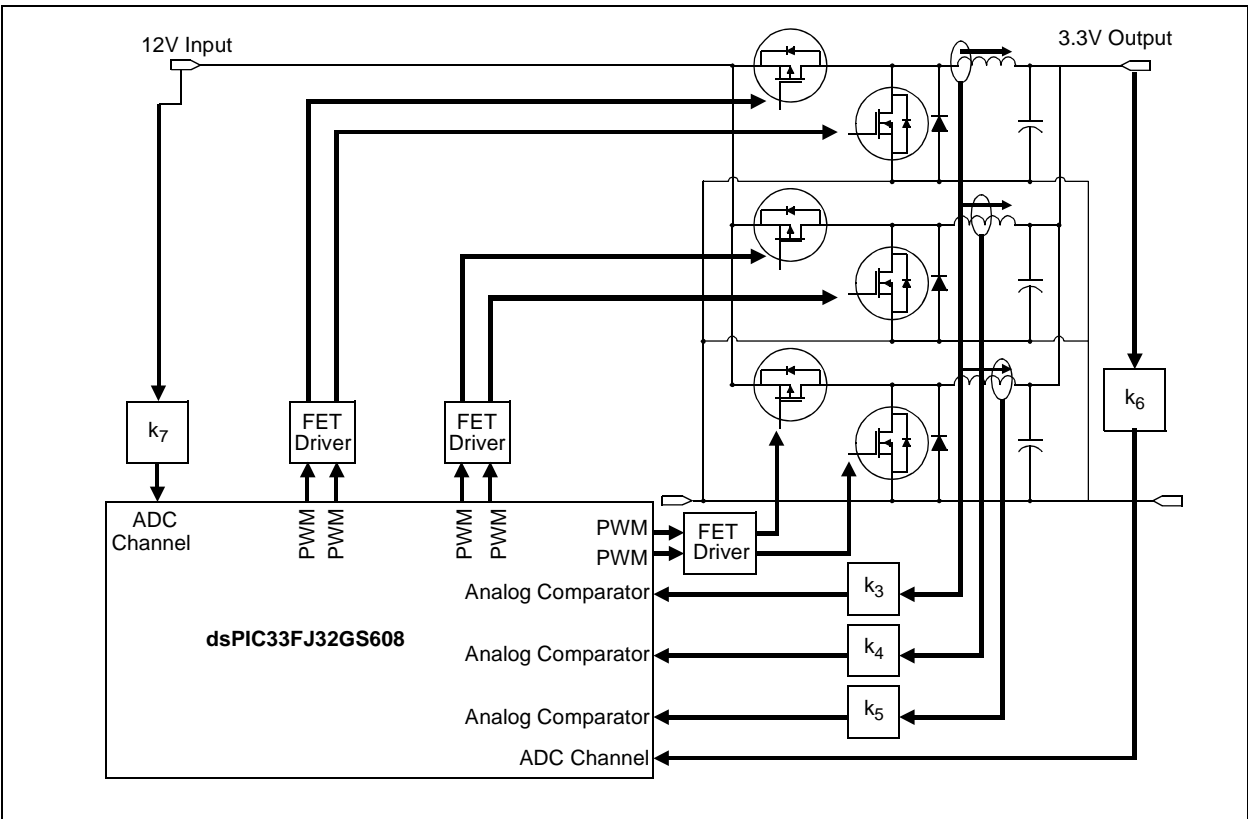 12V Input
3.3V Output
k7
FET
Driver
FET
Driver
k6
ADC
Channel
PWM
PWM
PWM
PWM
PWM
PWM
FET
Driver
Analog Comparator
k3
dsPIC33FJ32GS608
Analog Comparator
k4
Analog Comparator
k5
ADC Channel